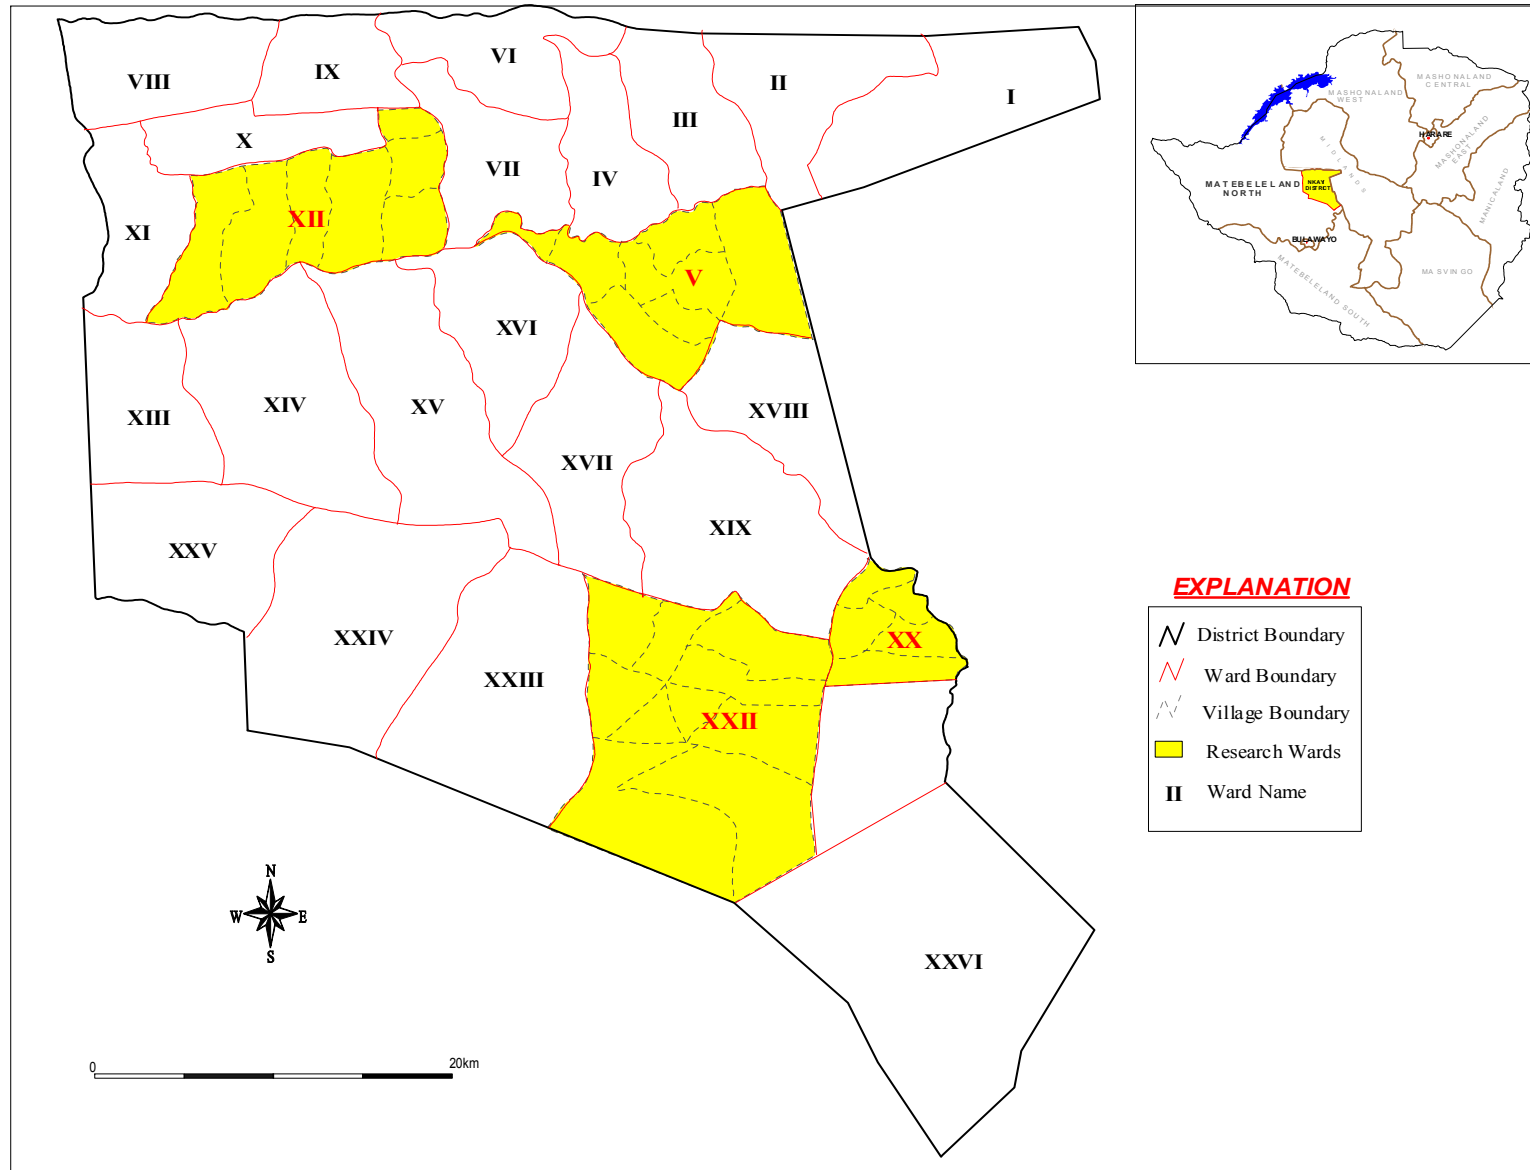 VIII
IX
VI
II
I
X
III
VII
IV
XI
XII
V
XVI
XIII
XIV
XV
XVIII
XVII
XIX
XXV
XXIV
XX
XXIII
XXII
XXVI
N
W
E
S
0
20km
MASHONALAND
CENTRAL
MASHONALAND
WEST
HARARE
MASHONALAND
EAST
MIDLANDS
MATEBELELAND
NORTH
NKAYI
DISTRICT
MANICALAND
BULAWAYO
MATEBELELAND SOUTH
MASVINGO
EXPLANATION
District Boundary
Ward Boundary
Village Boundary
Research Wards
II Ward Name